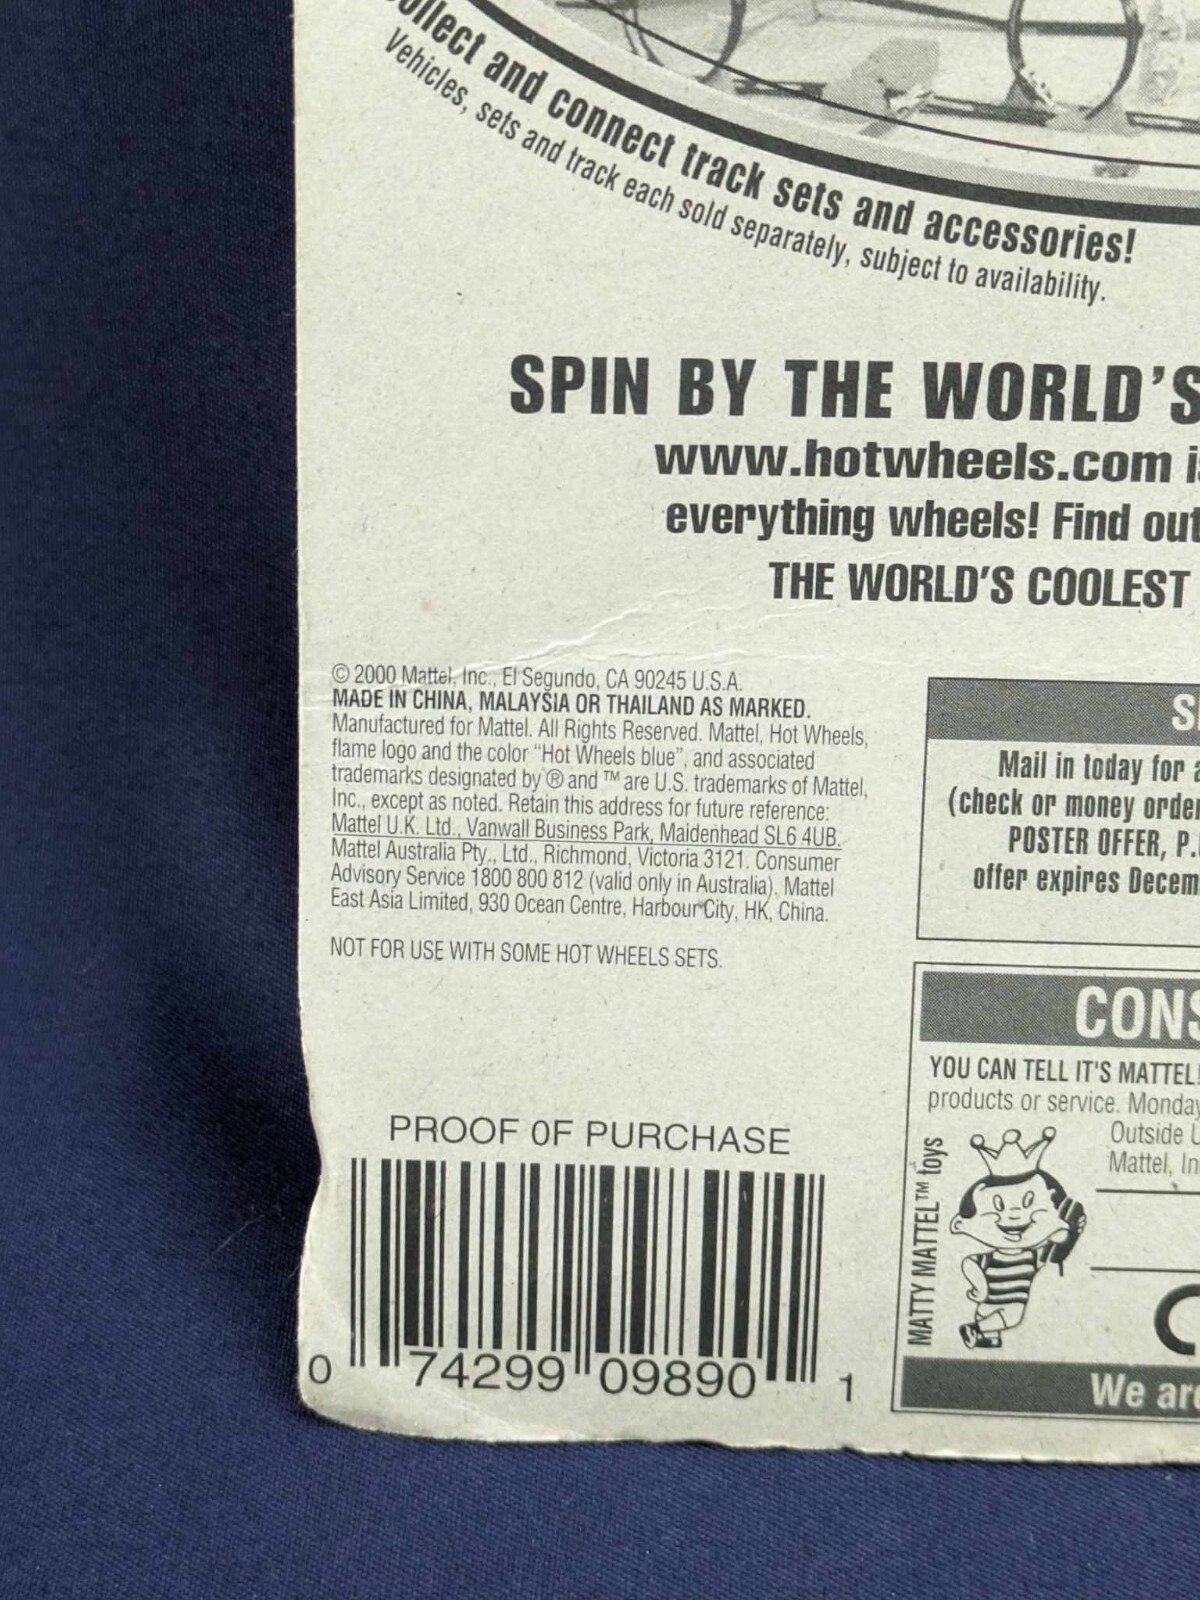 ollect and connect track sets and accessories!
Vehicles, sets and track each sold separately, subject to availability.
SPIN BY THE WORLD'S
www.hotwheels.com is
everything wheels! Find out
THE WORLD'S COOLEST
© 2000 Mattel, Inc., El Segundo, CA 90245 U.S.A.
MADE IN CHINA, MALAYSIA OR THAILAND AS MARKED.
Manufactured for Mattel. All Rights Reserved. Mattel, Hot Wheels,
flame logo and the color “Hot Wheels blue”, and associated
trademarks designated by ® and ™ are U.S. trademarks of Mattel,
Inc., except as noted. Retain this address for future reference:
Mattel U.K. Ltd., Vanwall Business Park, Maidenhead SL6 4UB.
Mattel Australia Pty., Ltd., Richmond, Victoria 3121. Consumer
Advisory Service 1800 800 812 (valid only in Australia). Mattel
East Asia Limited, 930 Ocean Centre, Harbour City, HK, China.
NOT FOR USE WITH SOME HOT WHEELS SETS.
PROOF OF PURCHASE
0 74299 09890 1
Mail in today for a
(check or money order
POSTER OFFER, P.
offer expires Decem
CONS
YOU CAN TELL IT'S MATTEL!
products or service. Monday
Outside
Mattel, In
MATTY MATTEL™ toys
We are